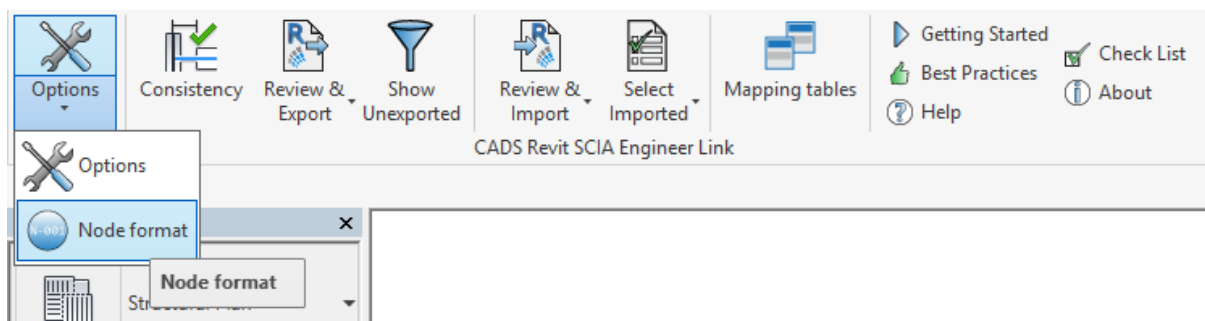 Options
Consistency
Review &
Export
Show
Unexported
Review &
Import
Select
Imported
Mapping tables
Getting Started
Best Practices
Help
Check List
About
CADS Revit SCIA Engineer Link
Options
N-001
Node format
Node format